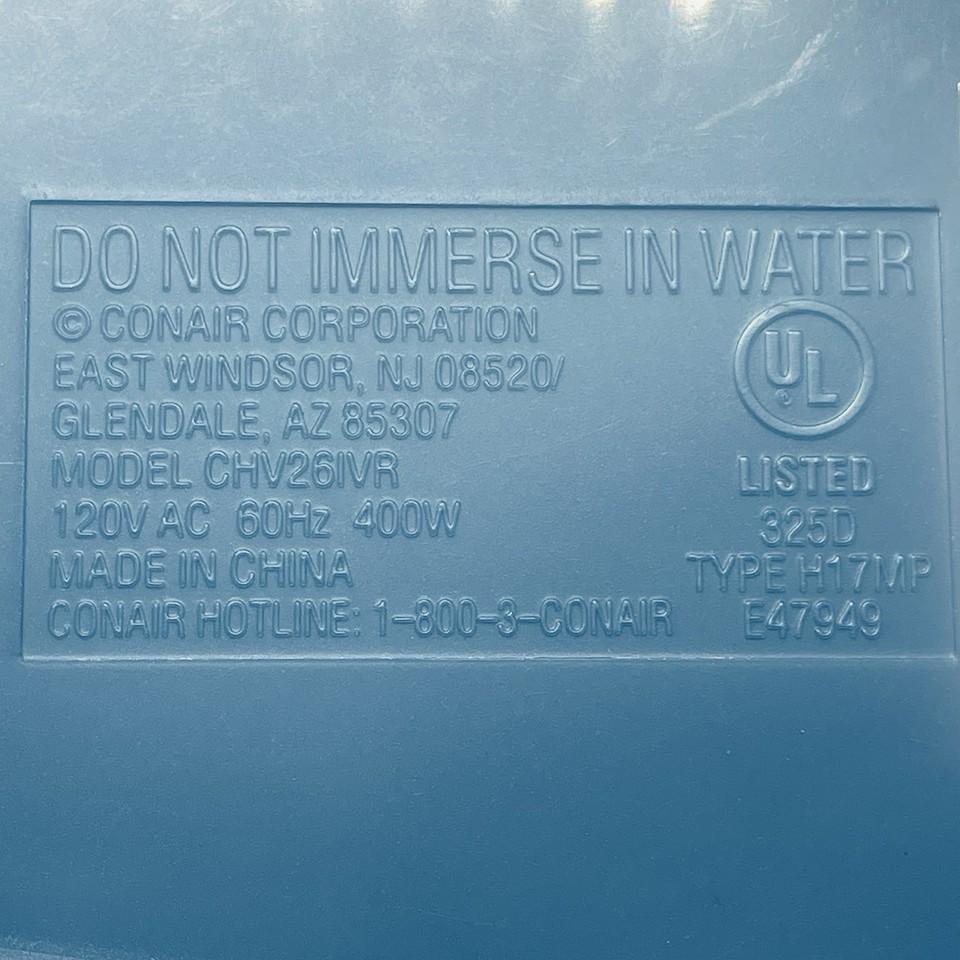 DO NOT IMMERSE IN WATER
© CONAIR CORPORATION
EAST WINDSOR, NJ 08520/
GLENDALE, AZ 85307
MODEL CHV26IVR
120V AC 60Hz 400W
MADE IN CHINA
CONAIR HOTLINE: 1-800-3-CONAIR
UL
LISTED
325D
TYPE H17MP
E47949